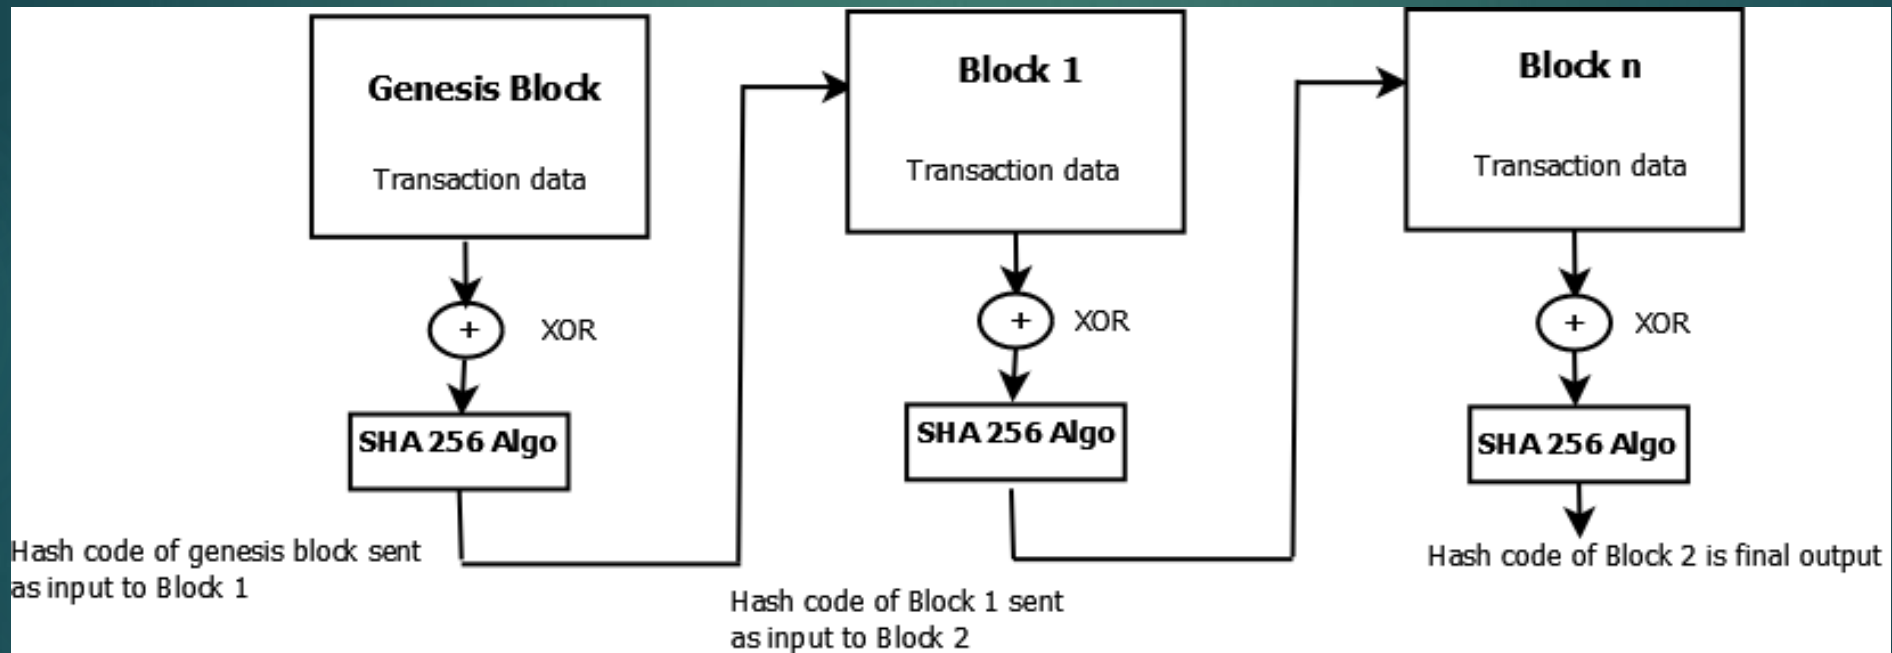 Genesis Block
Transaction data
+
XOR
SHA 256 Algo
Hash code of genesis block sent
as input to Block 1
Block 1
Transaction data
+
XOR
SHA 256 Algo
Hash code of Block 1 sent
as input to Block 2
Block n
Transaction data
+
XOR
SHA 256 Algo
Hash code of Block 2 is final output